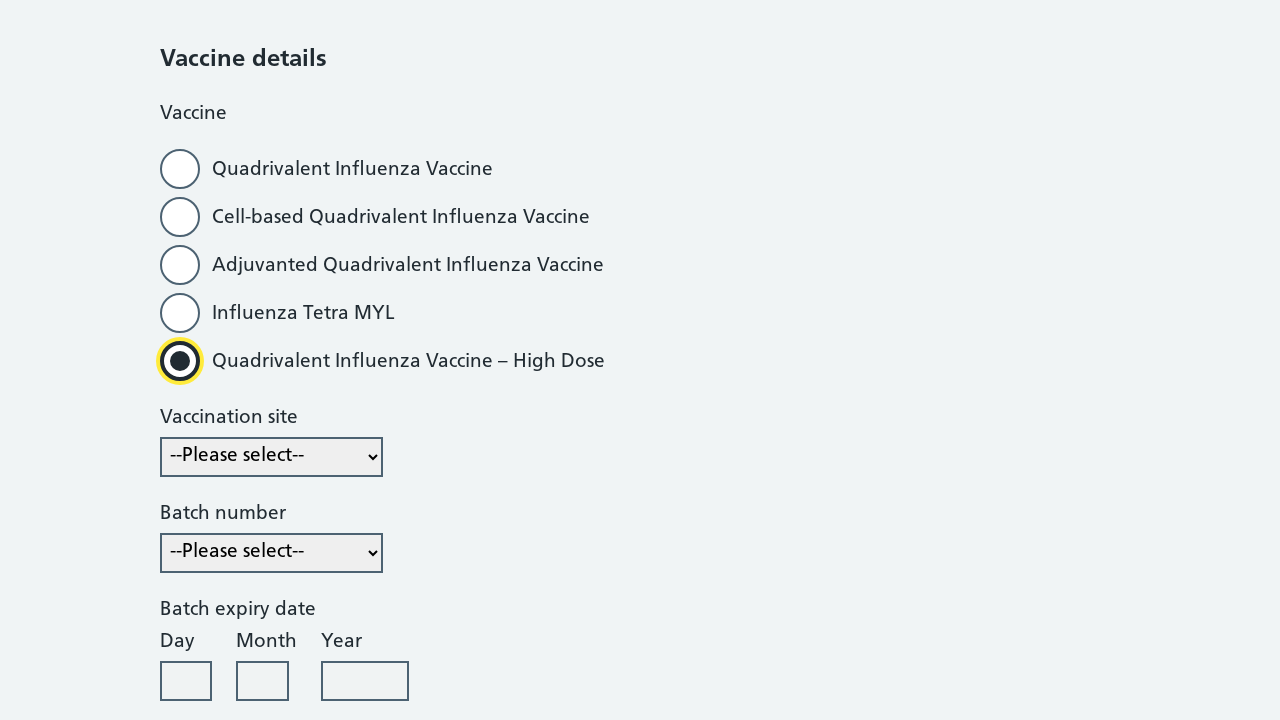 Vaccine details
Vaccine
Quadrivalent Influenza Vaccine
Cell-based Quadrivalent Influenza Vaccine
Adjuvanted Quadrivalent Influenza Vaccine
Influenza Tetra MYL
Quadrivalent Influenza Vaccine – High Dose
Vaccination site
--Please select--
Batch number
--Please select--
Batch expiry date
Day Month Year